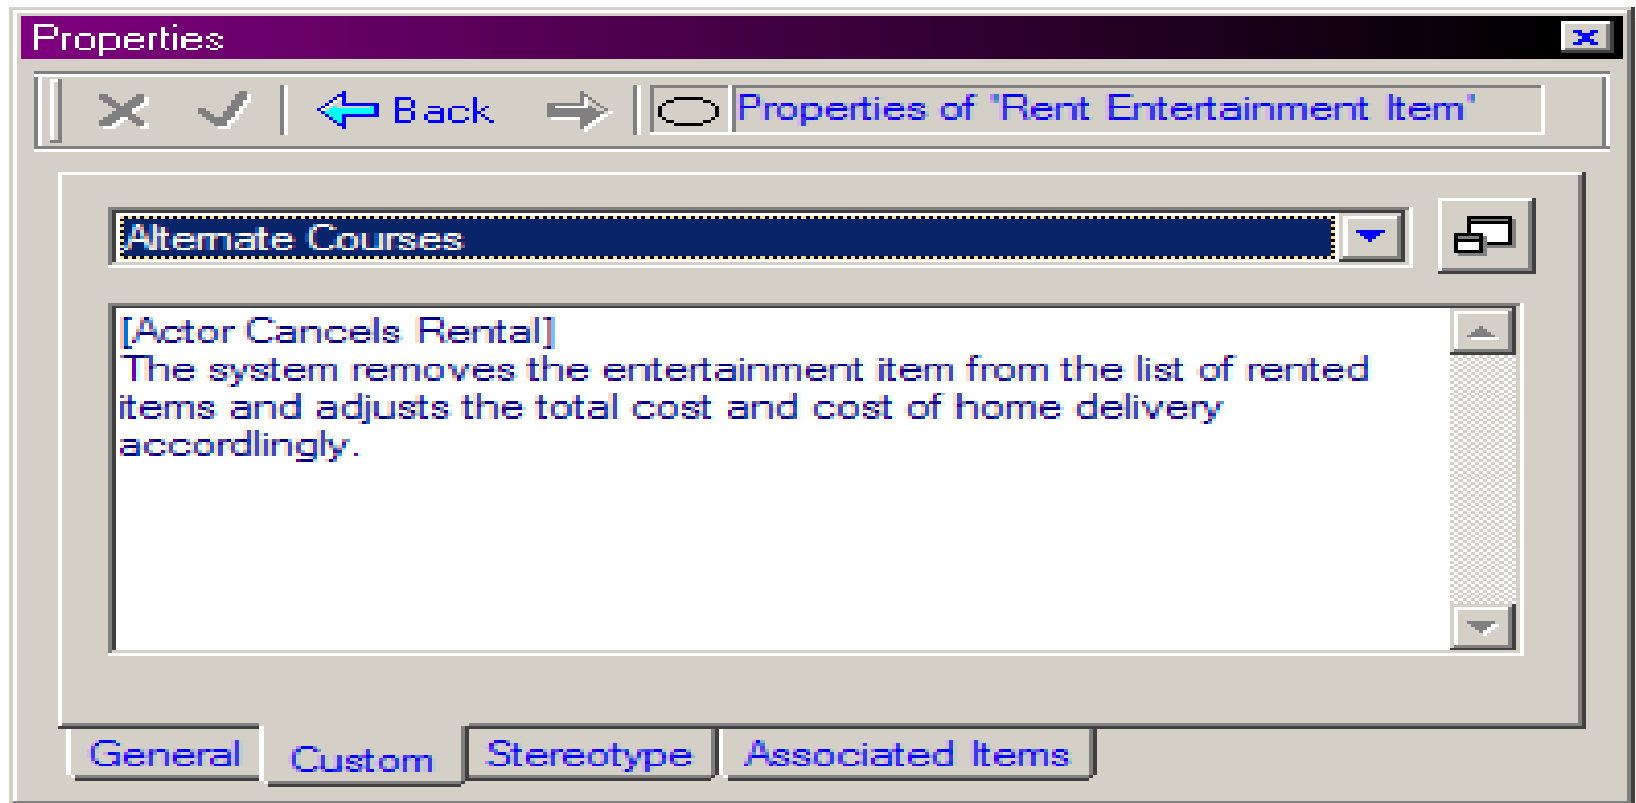 Properties
Back
Properties of "Rent Entertainment Item"
Alternate Courses
[Actor Cancels Rental]
The system removes the entertainment item from the list of rented
items and adjusts the total cost and cost of home delivery
accordlingly.
General Custom Stereotype Associated Items